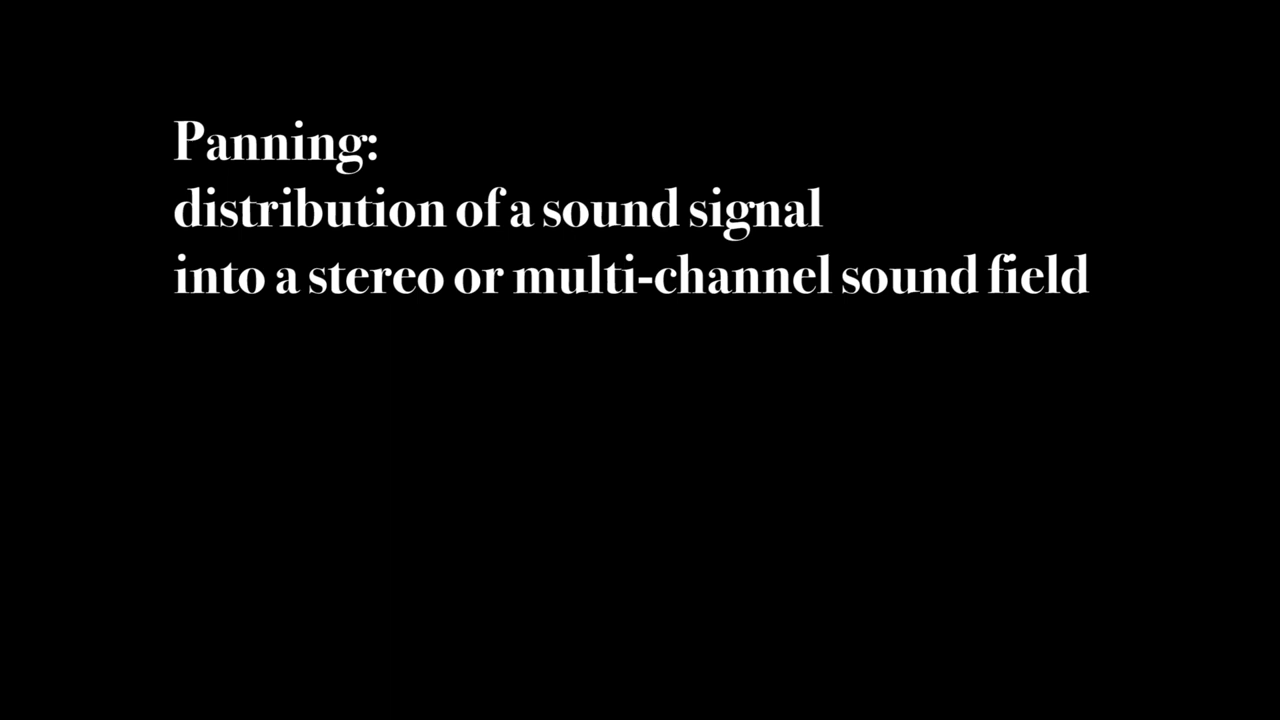 Panning:
distribution of a sound signal
into a stereo or multi-channel sound field